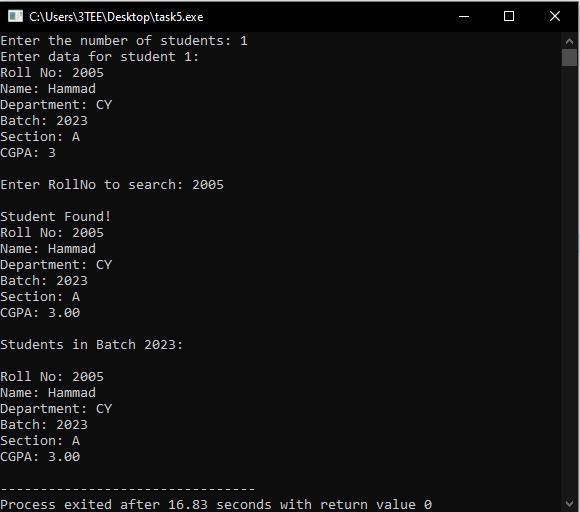 C:\Users\3TEE\Desktop\task5.exe
Enter the number of students: 1
Enter data for student 1:
Roll No: 2005
Name: Hammad
Department: CY
Batch: 2023
Section: A
CGPA: 3
Enter RollNo to search: 2005
Student Found!
Roll No: 2005
Name: Hammad
Department: CY
Batch: 2023
Section: A
CGPA: 3.00
Students in Batch 2023:
Roll No: 2005
Name: Hammad
Department: CY
Batch: 2023
Section: A
CGPA: 3.00
--------------------------------
Process exited after 16.83 seconds with return value 0